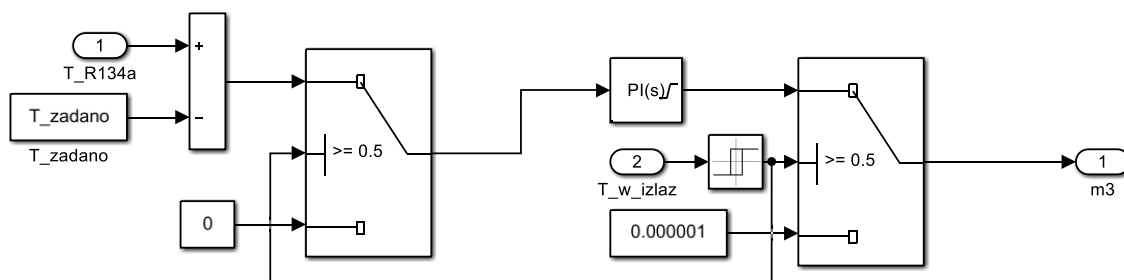 1
T_R134a
+
−
T_zadano
T_zadano
0
>= 0.5
PI(s)
2
T_w_izlaz
0.000001
>= 0.5
1
m3